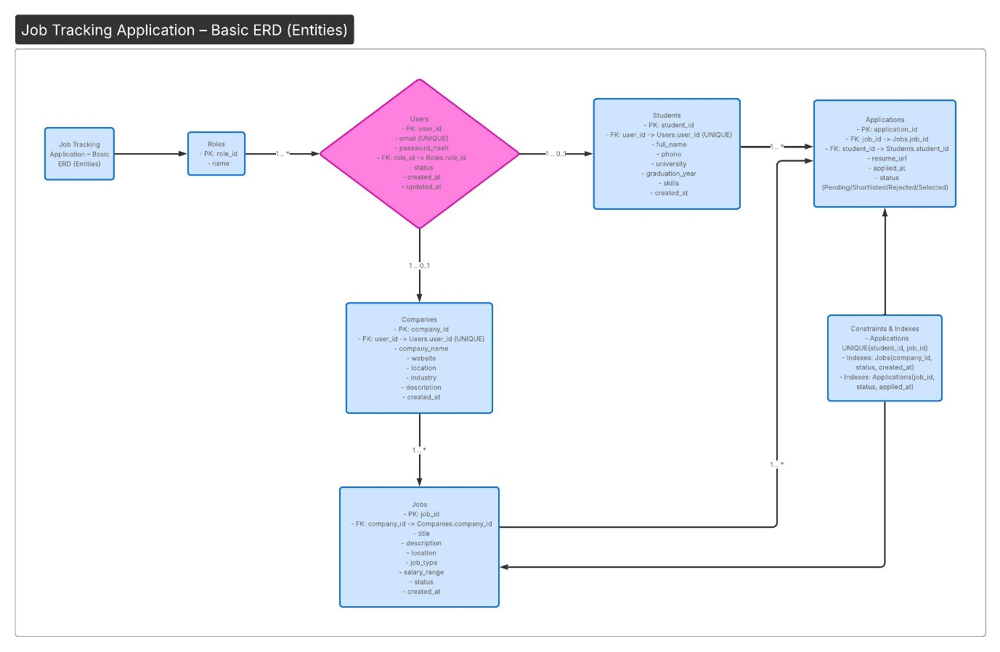 Job Tracking Application – Basic ERD (Entities)
Job Tracking
Application – Basic
ERD (Entities)
Roles
- PK: role_id
- name
1 .. *
Users
- PK: user_id
- email (UNIQUE)
- password_hash
- FK: role_id -> Roles.role_id
- status
- created_at
- updated_at
1 .. 0..1
Students
- PK: student_id
- FK: user_id -> Users.user_id (UNIQUE)
- full_name
- phone
- university
- graduation_year
- skills
- created_at
1 .. *
Applications
- PK: application_id
- FK: job_id -> Jobs.job_id
- FK: student_id -> Students.student_id
- resume_url
- applied_at
- status
(Pending/Shortlisted/Rejected/Selected)
1 .. 0..1
Companies
- PK: company_id
- FK: user_id -> Users.user_id (UNIQUE)
- company_name
- website
- location
- industry
- description
- created_at
Constraints & Indexes
- Applications
UNIQUE(student_id, job_id)
- Indexes: Jobs(company_id,
status, created_at)
- Indexes: Applications(job_id,
status, applied_at)
1 .. *
1 .. *
Jobs
- PK: job_id
- FK: company_id -> Companies.company_id
- title
- description
- location
- job_type
- salary_range
- status
- created_at